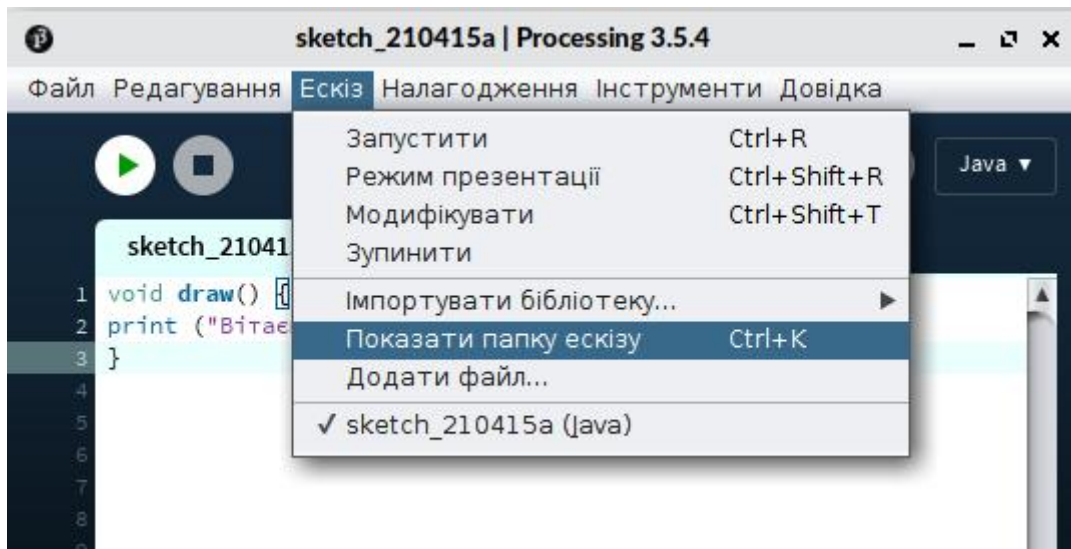 sketch_210415a | Processing 3.5.4
Файл Редагування Ескіз Налагодження Інструменти Довідка
Запустити Ctrl+R
Режим презентації Ctrl+Shift+R
Java ▼
Модифікувати Ctrl+Shift+T
sketch_21041
Зупинити
1 void draw() {
Імпортувати бібліотеку... ▶
2 print ("Вітає
Показати папку ескізу Ctrl+K
3 }
Додати файл...
4
5
✓ sketch_210415a (Java)
6
7
8